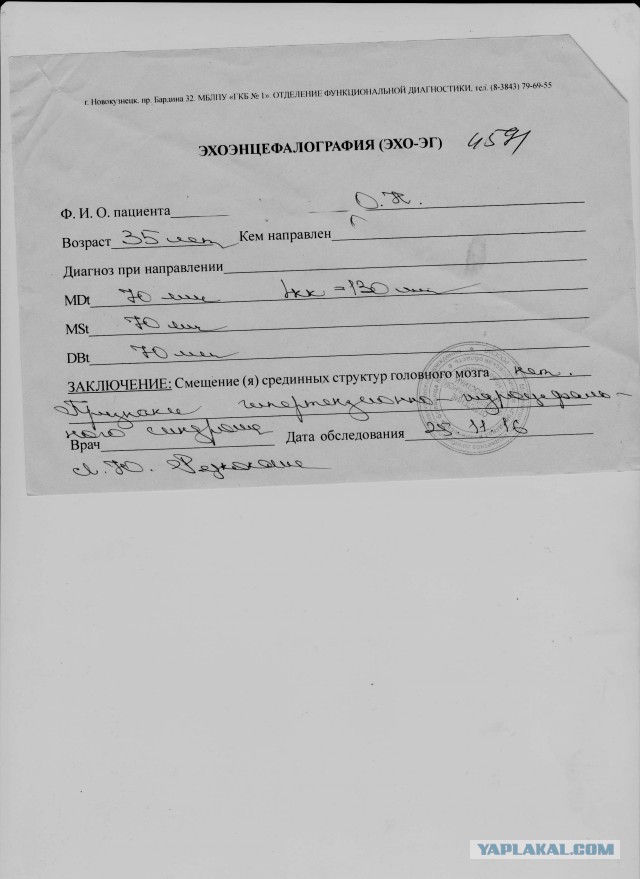 г. Новокузнецк, пр. Бардина 32. МБЛПУ «ГКБ № 1». ОТДЕЛЕНИЕ ФУНКЦИОНАЛЬНОЙ ДИАГНОСТИКИ, тел. (8-3843) 79-69-55
ЭХОЭНЦЕФАЛОГРАФИЯ (ЭХО-ЭГ) 4591
Ф. И. О. пациента О.К.
Возраст 35 лет Кем направлен
Диагноз при направлении
MDt 70 мм = 130 мм
MSt 70 мм
DBt 70 мм
ЗАКЛЮЧЕНИЕ: Смещение (я) срединных структур головного мозга нет.
Признаки гипертензионно-гидроцефаль-
ного синдрома
Врач Дата обследования 25.11.16
Л.Ю.
YAPLAKAL.COM